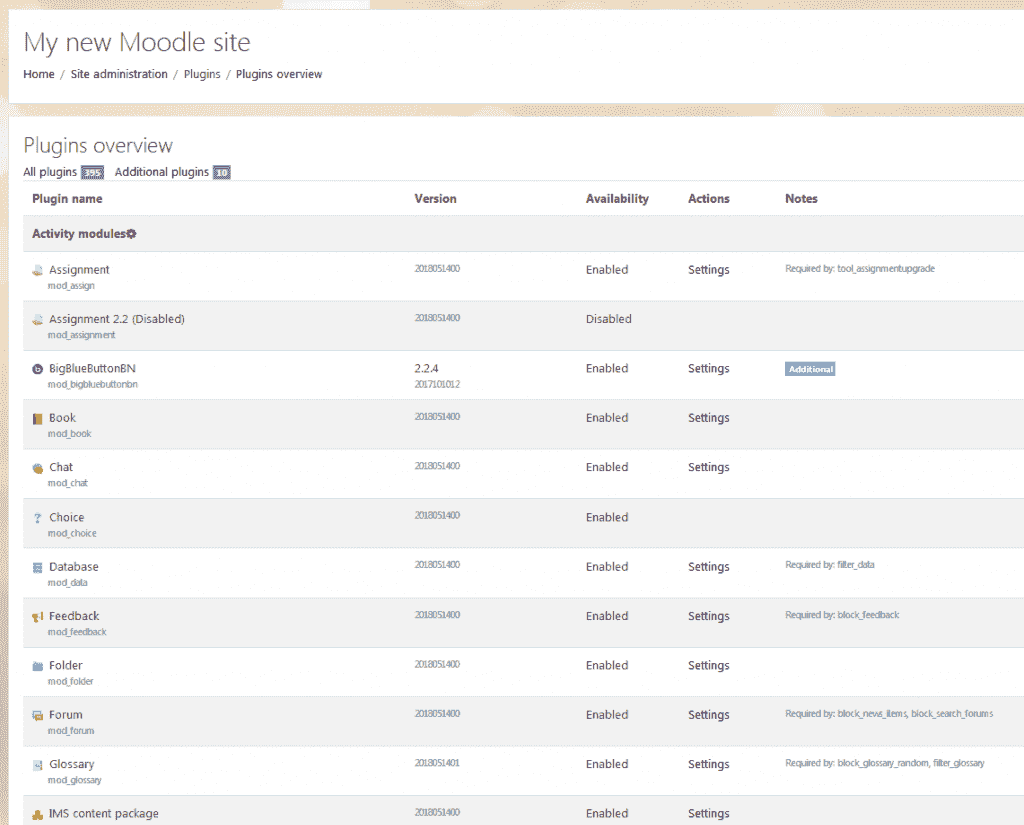 My new Moodle site
Home / Site administration / Plugins / Plugins overview
Plugins overview
All plugins 395 Additional plugins 10
Plugin name Version Availability Actions Notes
Activity modules
Assignment 2018051400 Enabled Settings Required by: tool_assignmentupgrade
mod_assign
Assignment 2.2 (Disabled) 2018051400 Disabled
mod_assignment
BigBlueButtonBN 2.2.4 Enabled Settings Additional
mod_bigbluebuttonbn 2017101012
Book 2018051400 Enabled Settings
mod_book
Chat 2018051400 Enabled Settings
mod_chat
Choice 2018051400 Enabled
mod_choice
Database 2018051400 Enabled Settings Required by: filter_data
mod_data
Feedback 2018051400 Enabled Settings Required by: block_feedback
mod_feedback
Folder 2018051400 Enabled Settings
mod_folder
Forum 2018051400 Enabled Settings Required by: block_news_items, block_search_forums
mod_forum
Glossary 2018051401 Enabled Settings Required by: block_glossary_random, filter_glossary
mod_glossary
IMS content package 2018051400 Enabled Settings